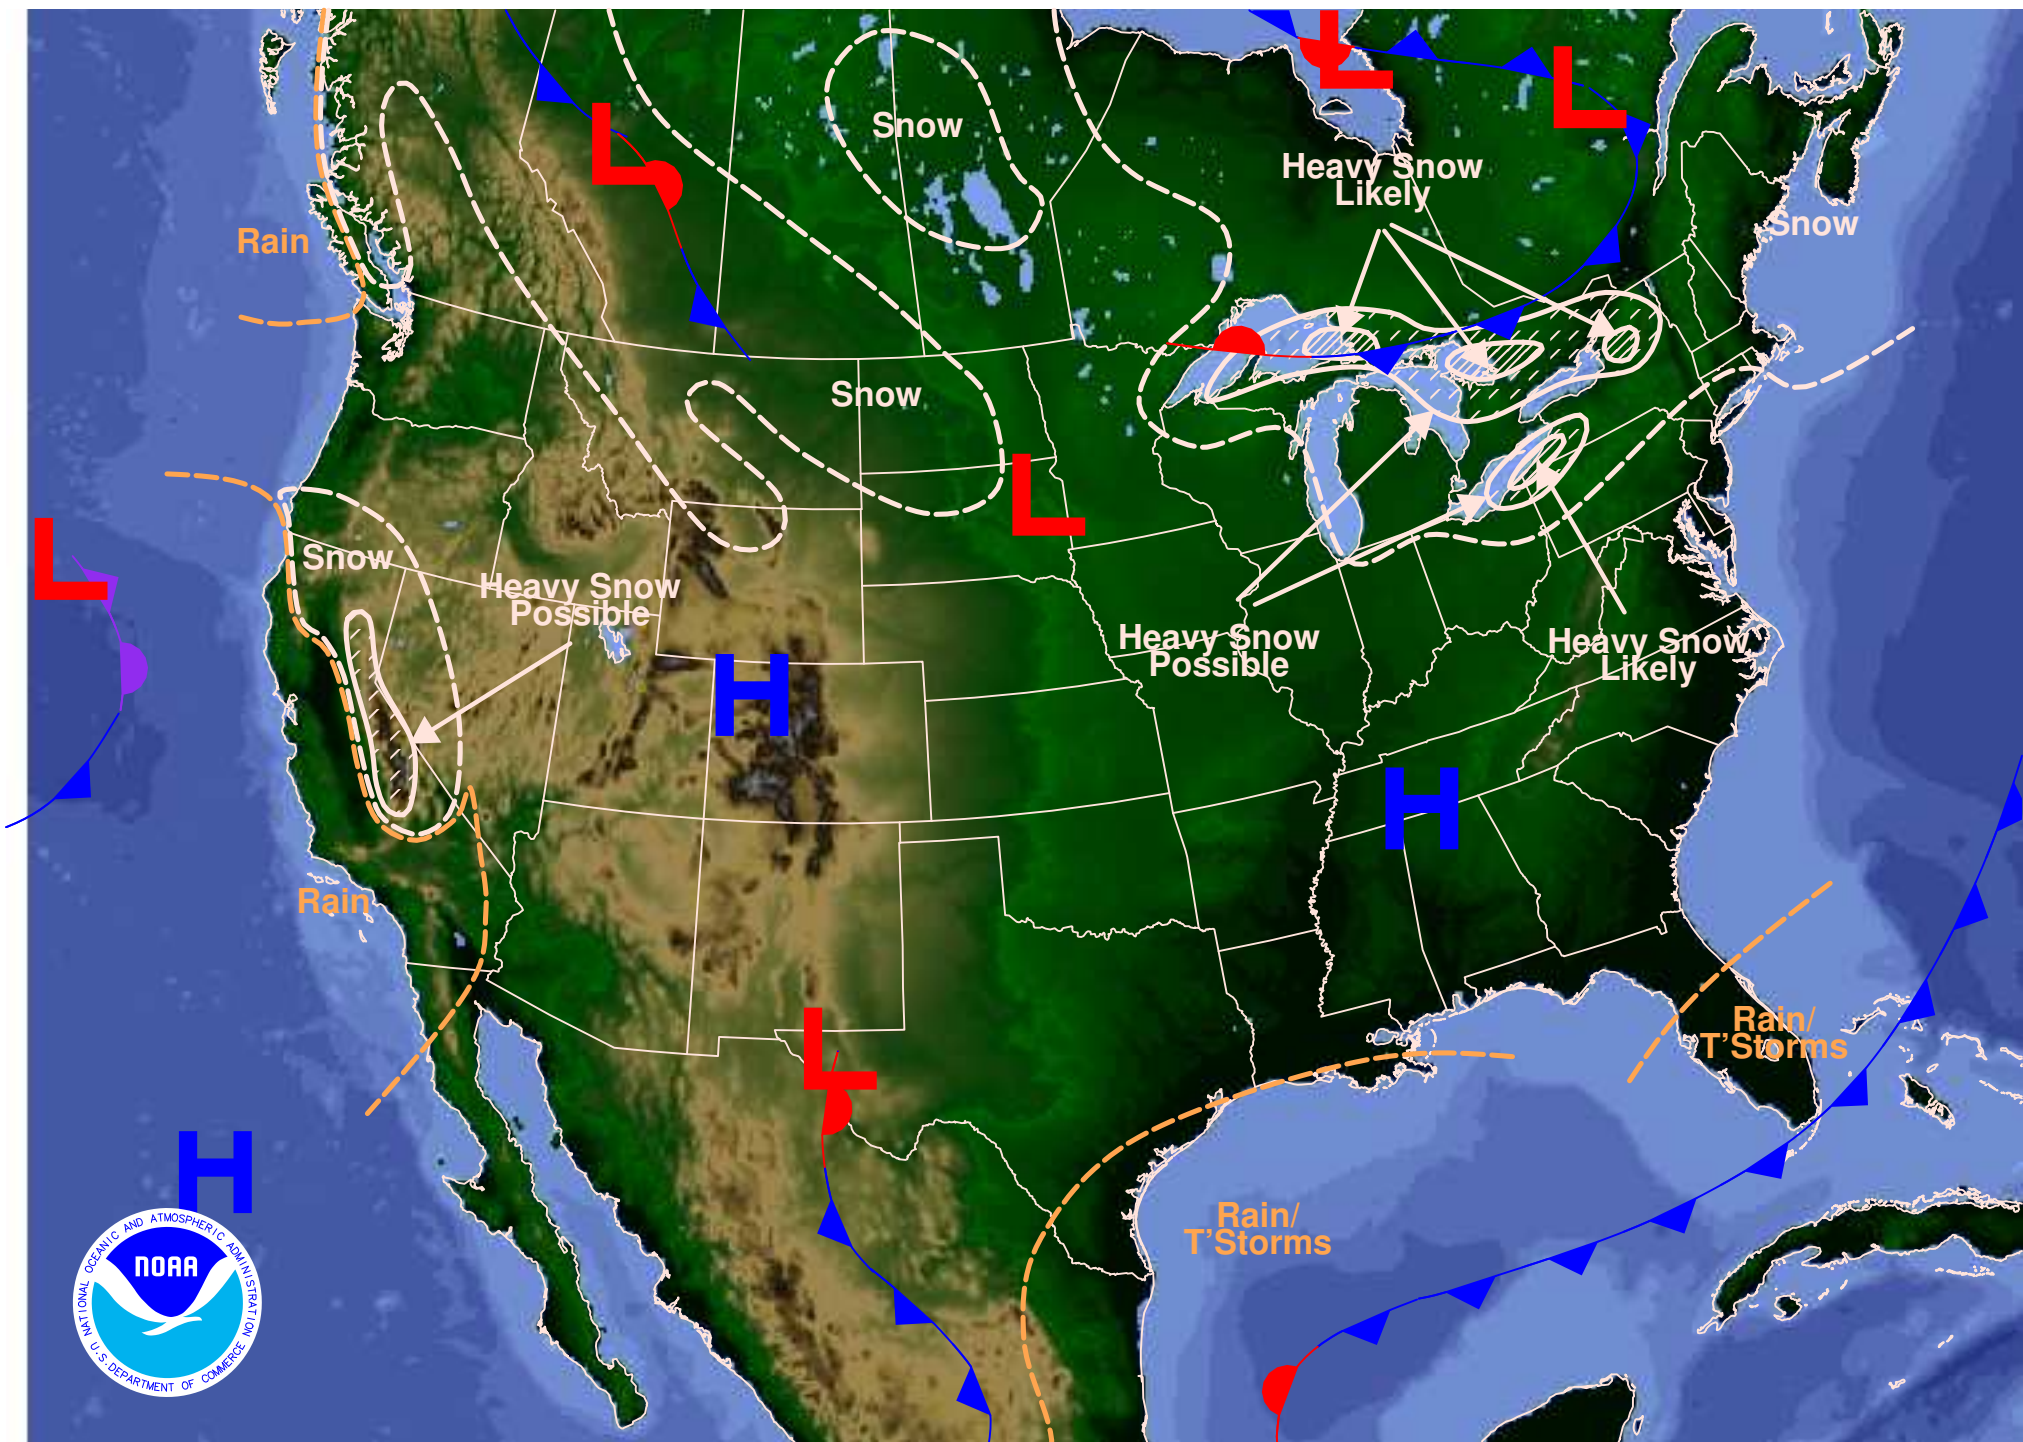 L
L
L
Snow
Heavy Snow
Likely
Snow
Rain
Snow
L
L
Snow
Heavy Snow
Possible
Heavy Snow
Possible
Heavy Snow
Likely
H
H
Rain
L
Rain/
T'Storms
H
Rain/
T'Storms
NATIONAL OCEANIC AND ATMOSPHERIC ADMINISTRATION
NOAA
U.S. DEPARTMENT OF COMMERCE